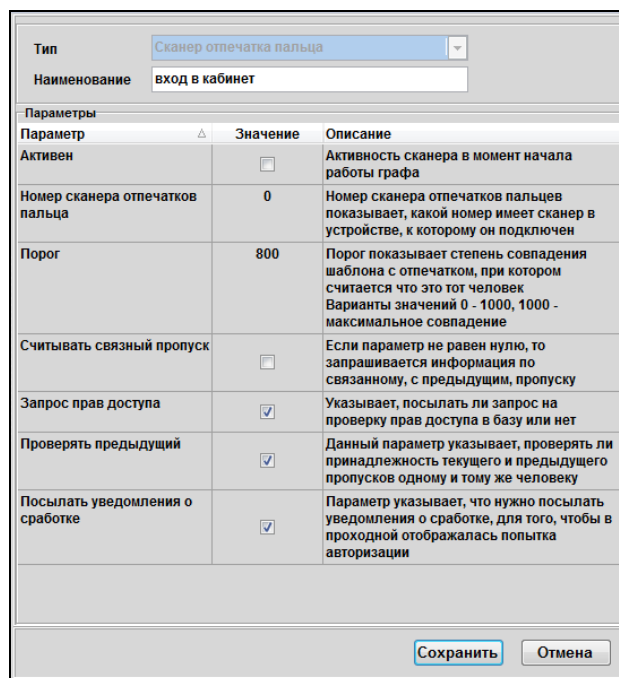 Тип
Сканер отпечатка пальца
Наименование
вход в кабинет
Параметры
Параметр
Значение
Описание
Активен
Активность сканера в момент начала
работы графа
Номер сканера отпечатков
пальца
0
Номер сканера отпечатков пальцев
показывает, какой номер имеет сканер в
устройстве, к которому он подключен
Порог
800
Порог показывает степень совпадения
шаблона с отпечатком, при котором
считается что это тот человек
Варианты значений 0 - 1000, 1000 -
максимальное совпадение
Считывать связный пропуск
Если параметр не равен нулю, то
запрашивается информация по
связанному, с предыдущим, пропуску
Запрос прав доступа
Указывает, посылать ли запрос на
проверку прав доступа в базу или нет
Проверять предыдущий
Данный параметр указывает, проверять ли
принадлежность текущего и предыдущего
пропусков одному и тому же человеку
Посылать уведомления о
сработке
Параметр указывает, что нужно посылать
уведомления о сработке, для того, чтобы в
проходной отображалась попытка
авторизации
Сохранить
Отмена